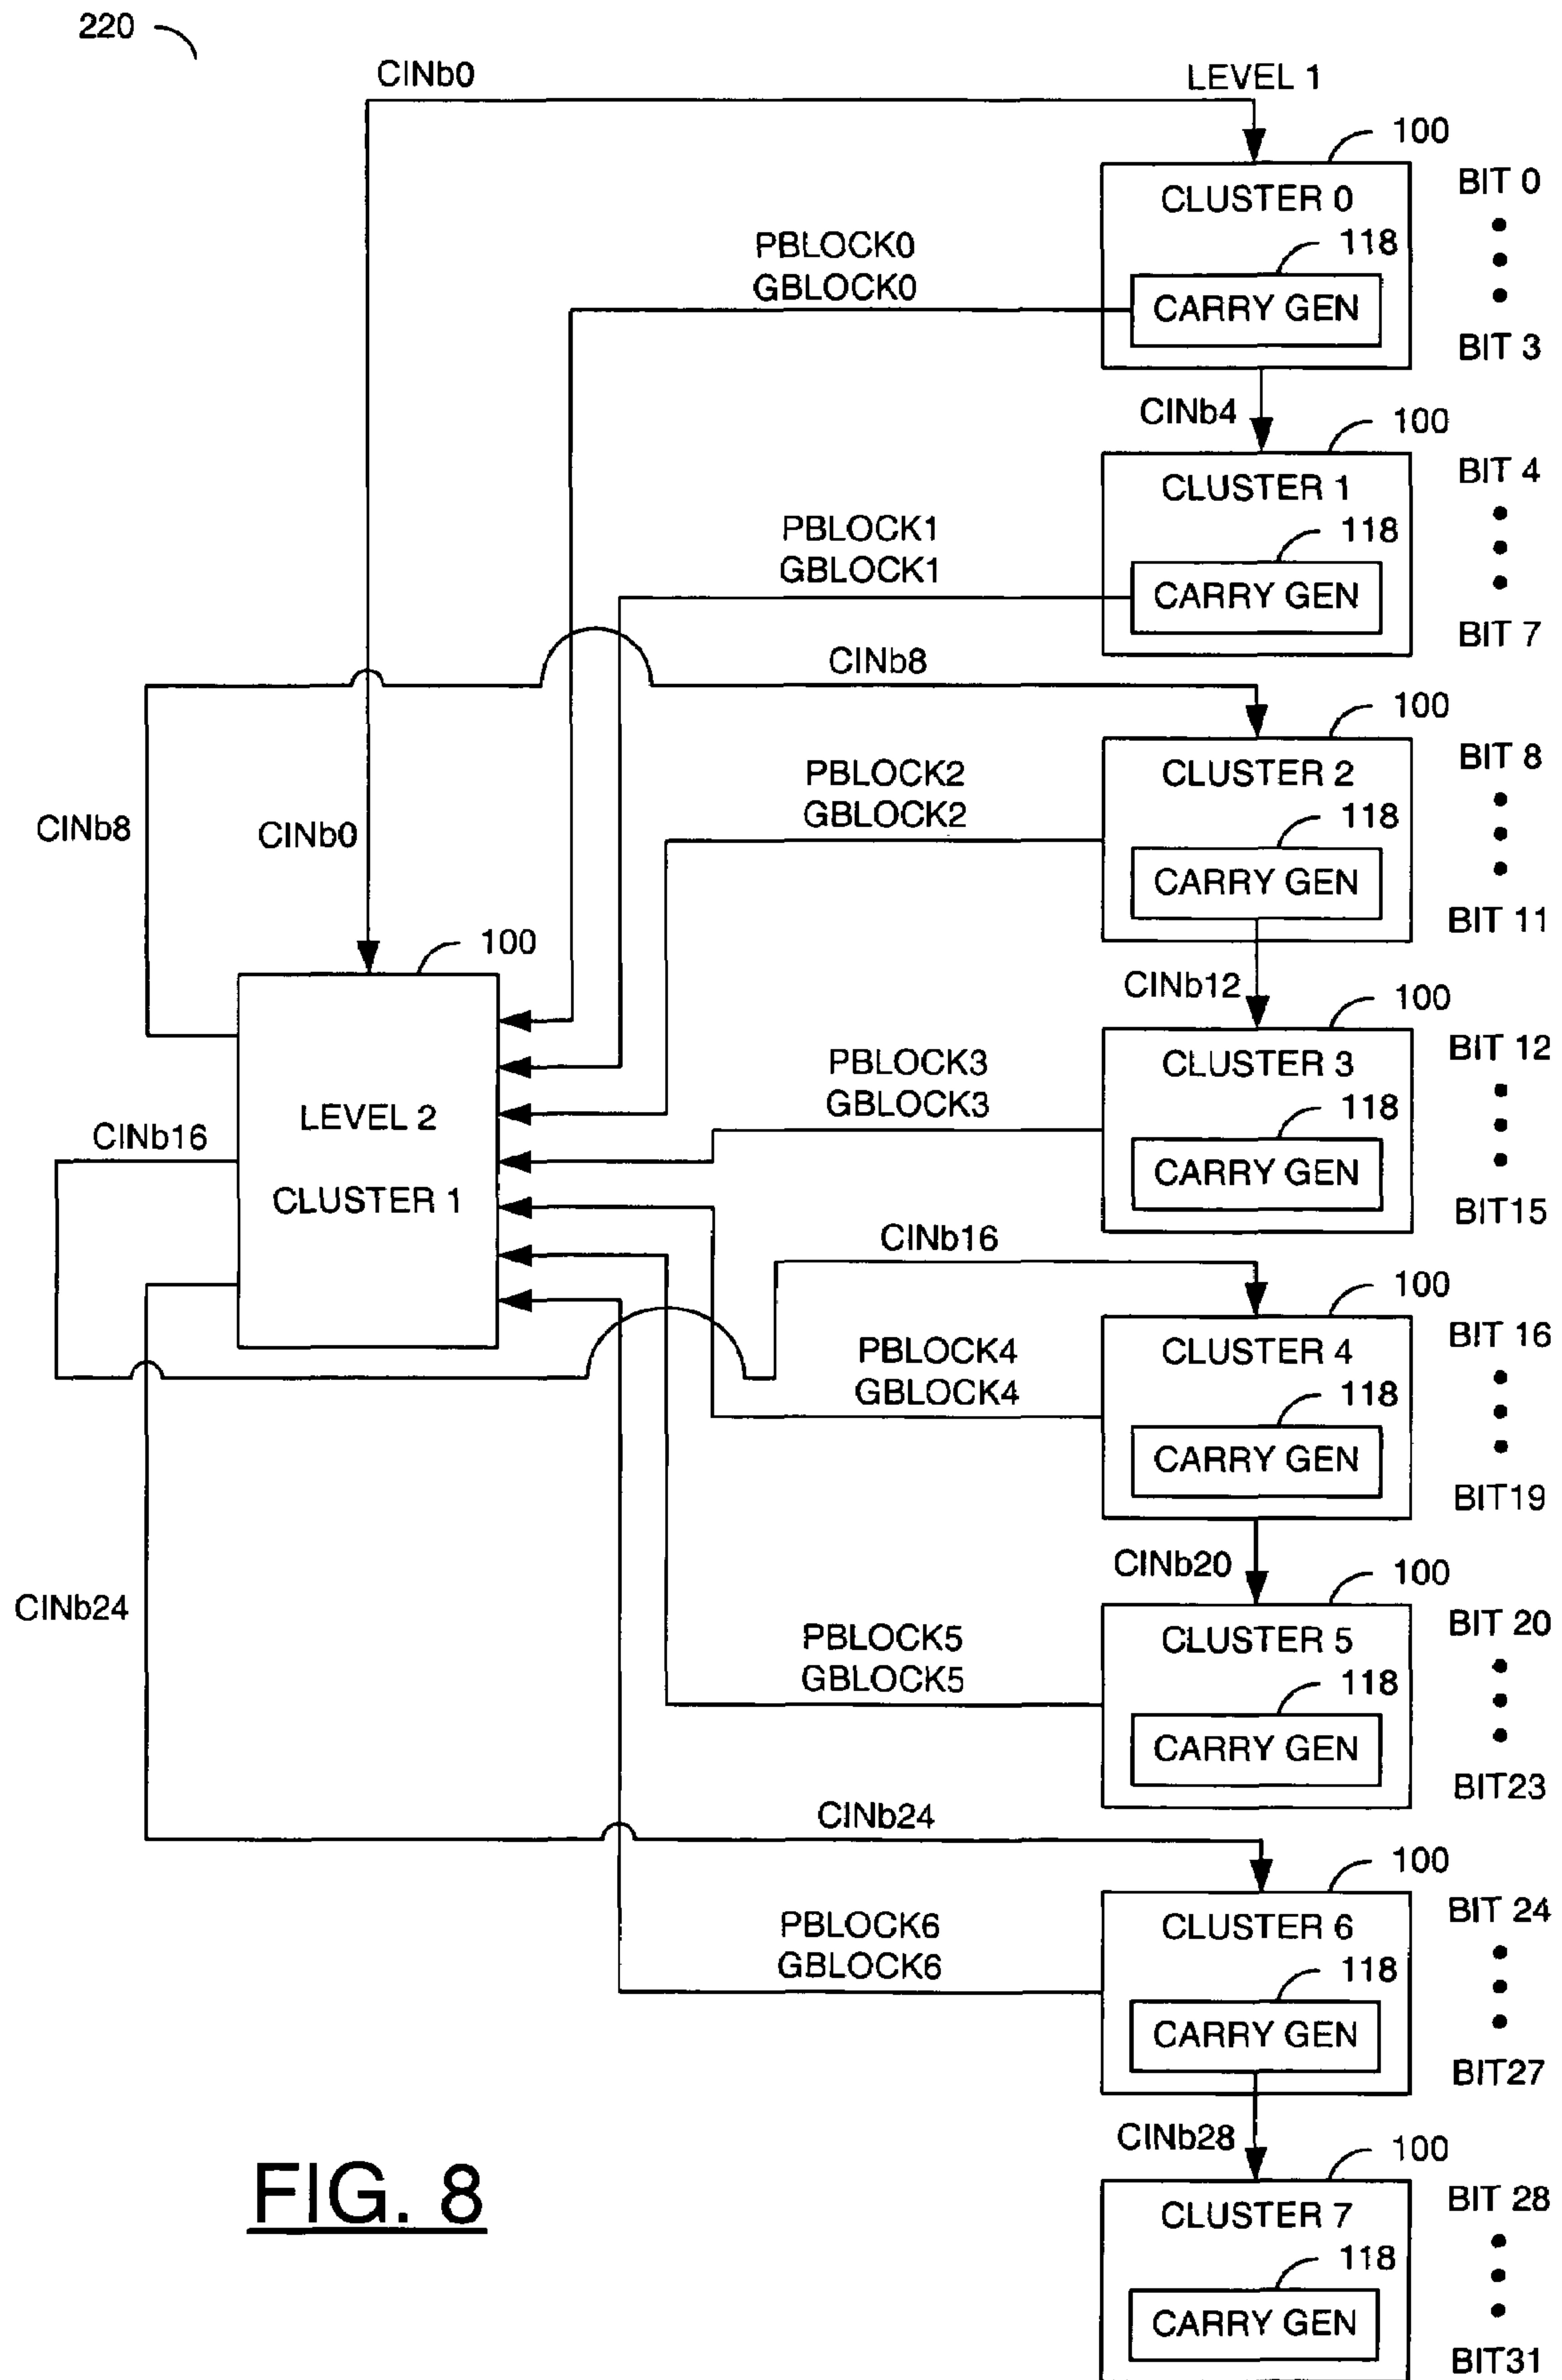 220
CINb0
LEVEL 1
100
CLUSTER 0
BIT 0
118
PBLOCK0
GBLOCK0
CARRY GEN
BIT 3
CINb4
100
CLUSTER 1
BIT 4
118
PBLOCK1
GBLOCK1
CARRY GEN
BIT 7
CINb8
100
CLUSTER 2
BIT 8
118
PBLOCK2
GBLOCK2
CINb8
CINb0
CARRY GEN
BIT 11
100
CINb12
100
CLUSTER 3
BIT 12
118
PBLOCK3
GBLOCK3
LEVEL 2
CLUSTER 1
CINb16
CARRY GEN
BIT15
CINb16
100
CLUSTER 4
BIT 16
118
PBLOCK4
GBLOCK4
CARRY GEN
BIT19
CINb20
100
CLUSTER 5
BIT 20
118
CINb24
PBLOCK5
GBLOCK5
CARRY GEN
BIT23
CINb24
100
CLUSTER 6
BIT 24
118
PBLOCK6
GBLOCK6
CARRY GEN
BIT27
CINb28
100
CLUSTER 7
BIT 28
118
CARRY GEN
BIT31
FIG. 8